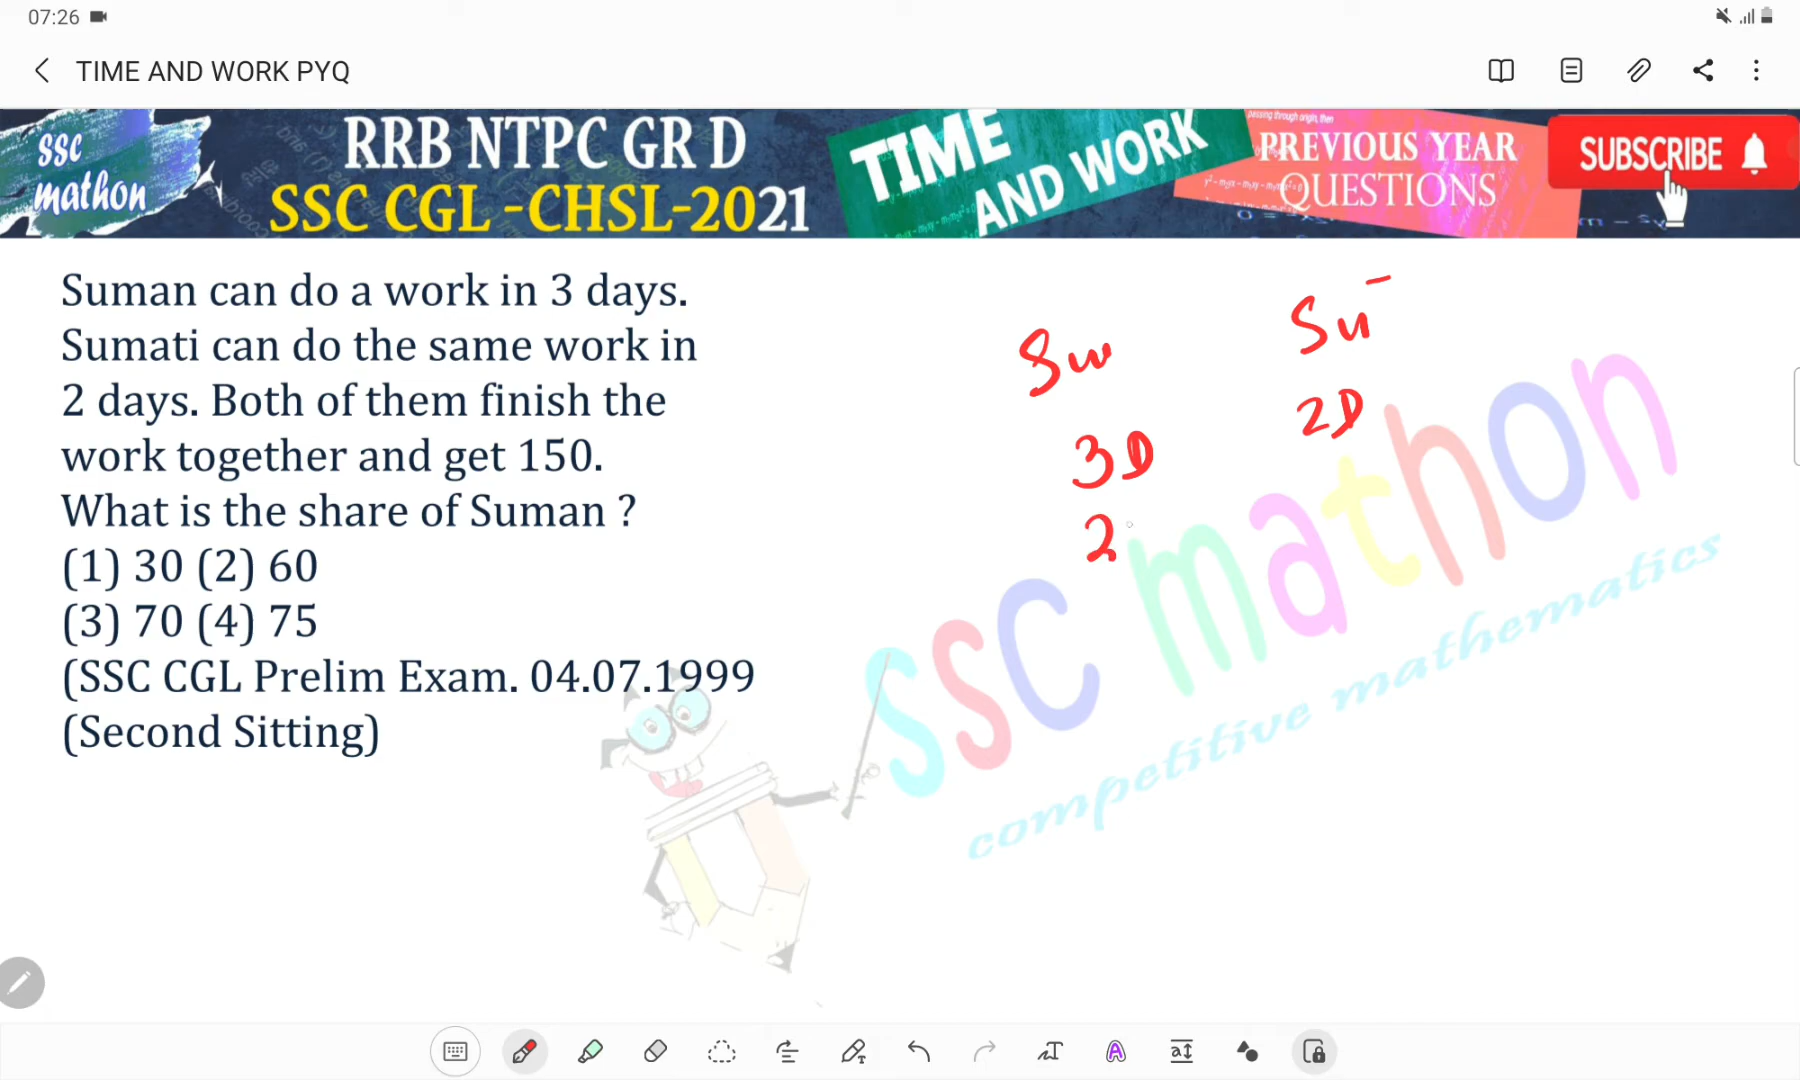 07:26
TIME AND WORK PYQ
SSC
mathon
RRB NTPC GR D
SSC CGL -CHSL-2021
TIME
AND WORK
passing through origin, then
PREVIOUS YEAR
QUESTIONS
SUBSCRIBE
Suman can do a work in 3 days.
Sumati can do the same work in
2 days. Both of them finish the
work together and get 150.
What is the share of Suman ?
(1) 30 (2) 60
(3) 70 (4) 75
(SSC CGL Prelim Exam. 04.07.1999
(Second Sitting)
Su
3D 2D
2
ssc mathon
competitive mathematics